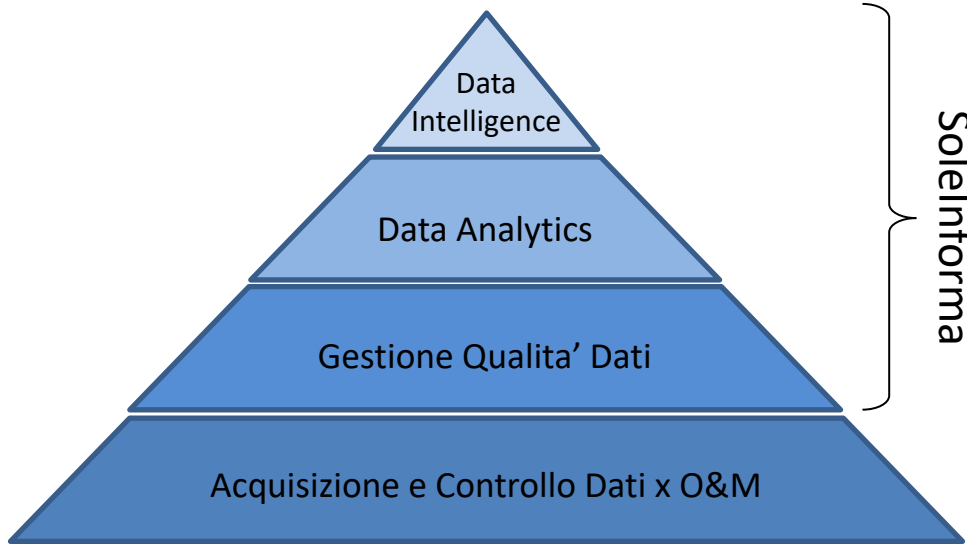 Data
Intelligence
Data Analytics
Gestione Qualita’ Dati
Acquisizione e Controllo Dati x O&M
SoleInforma